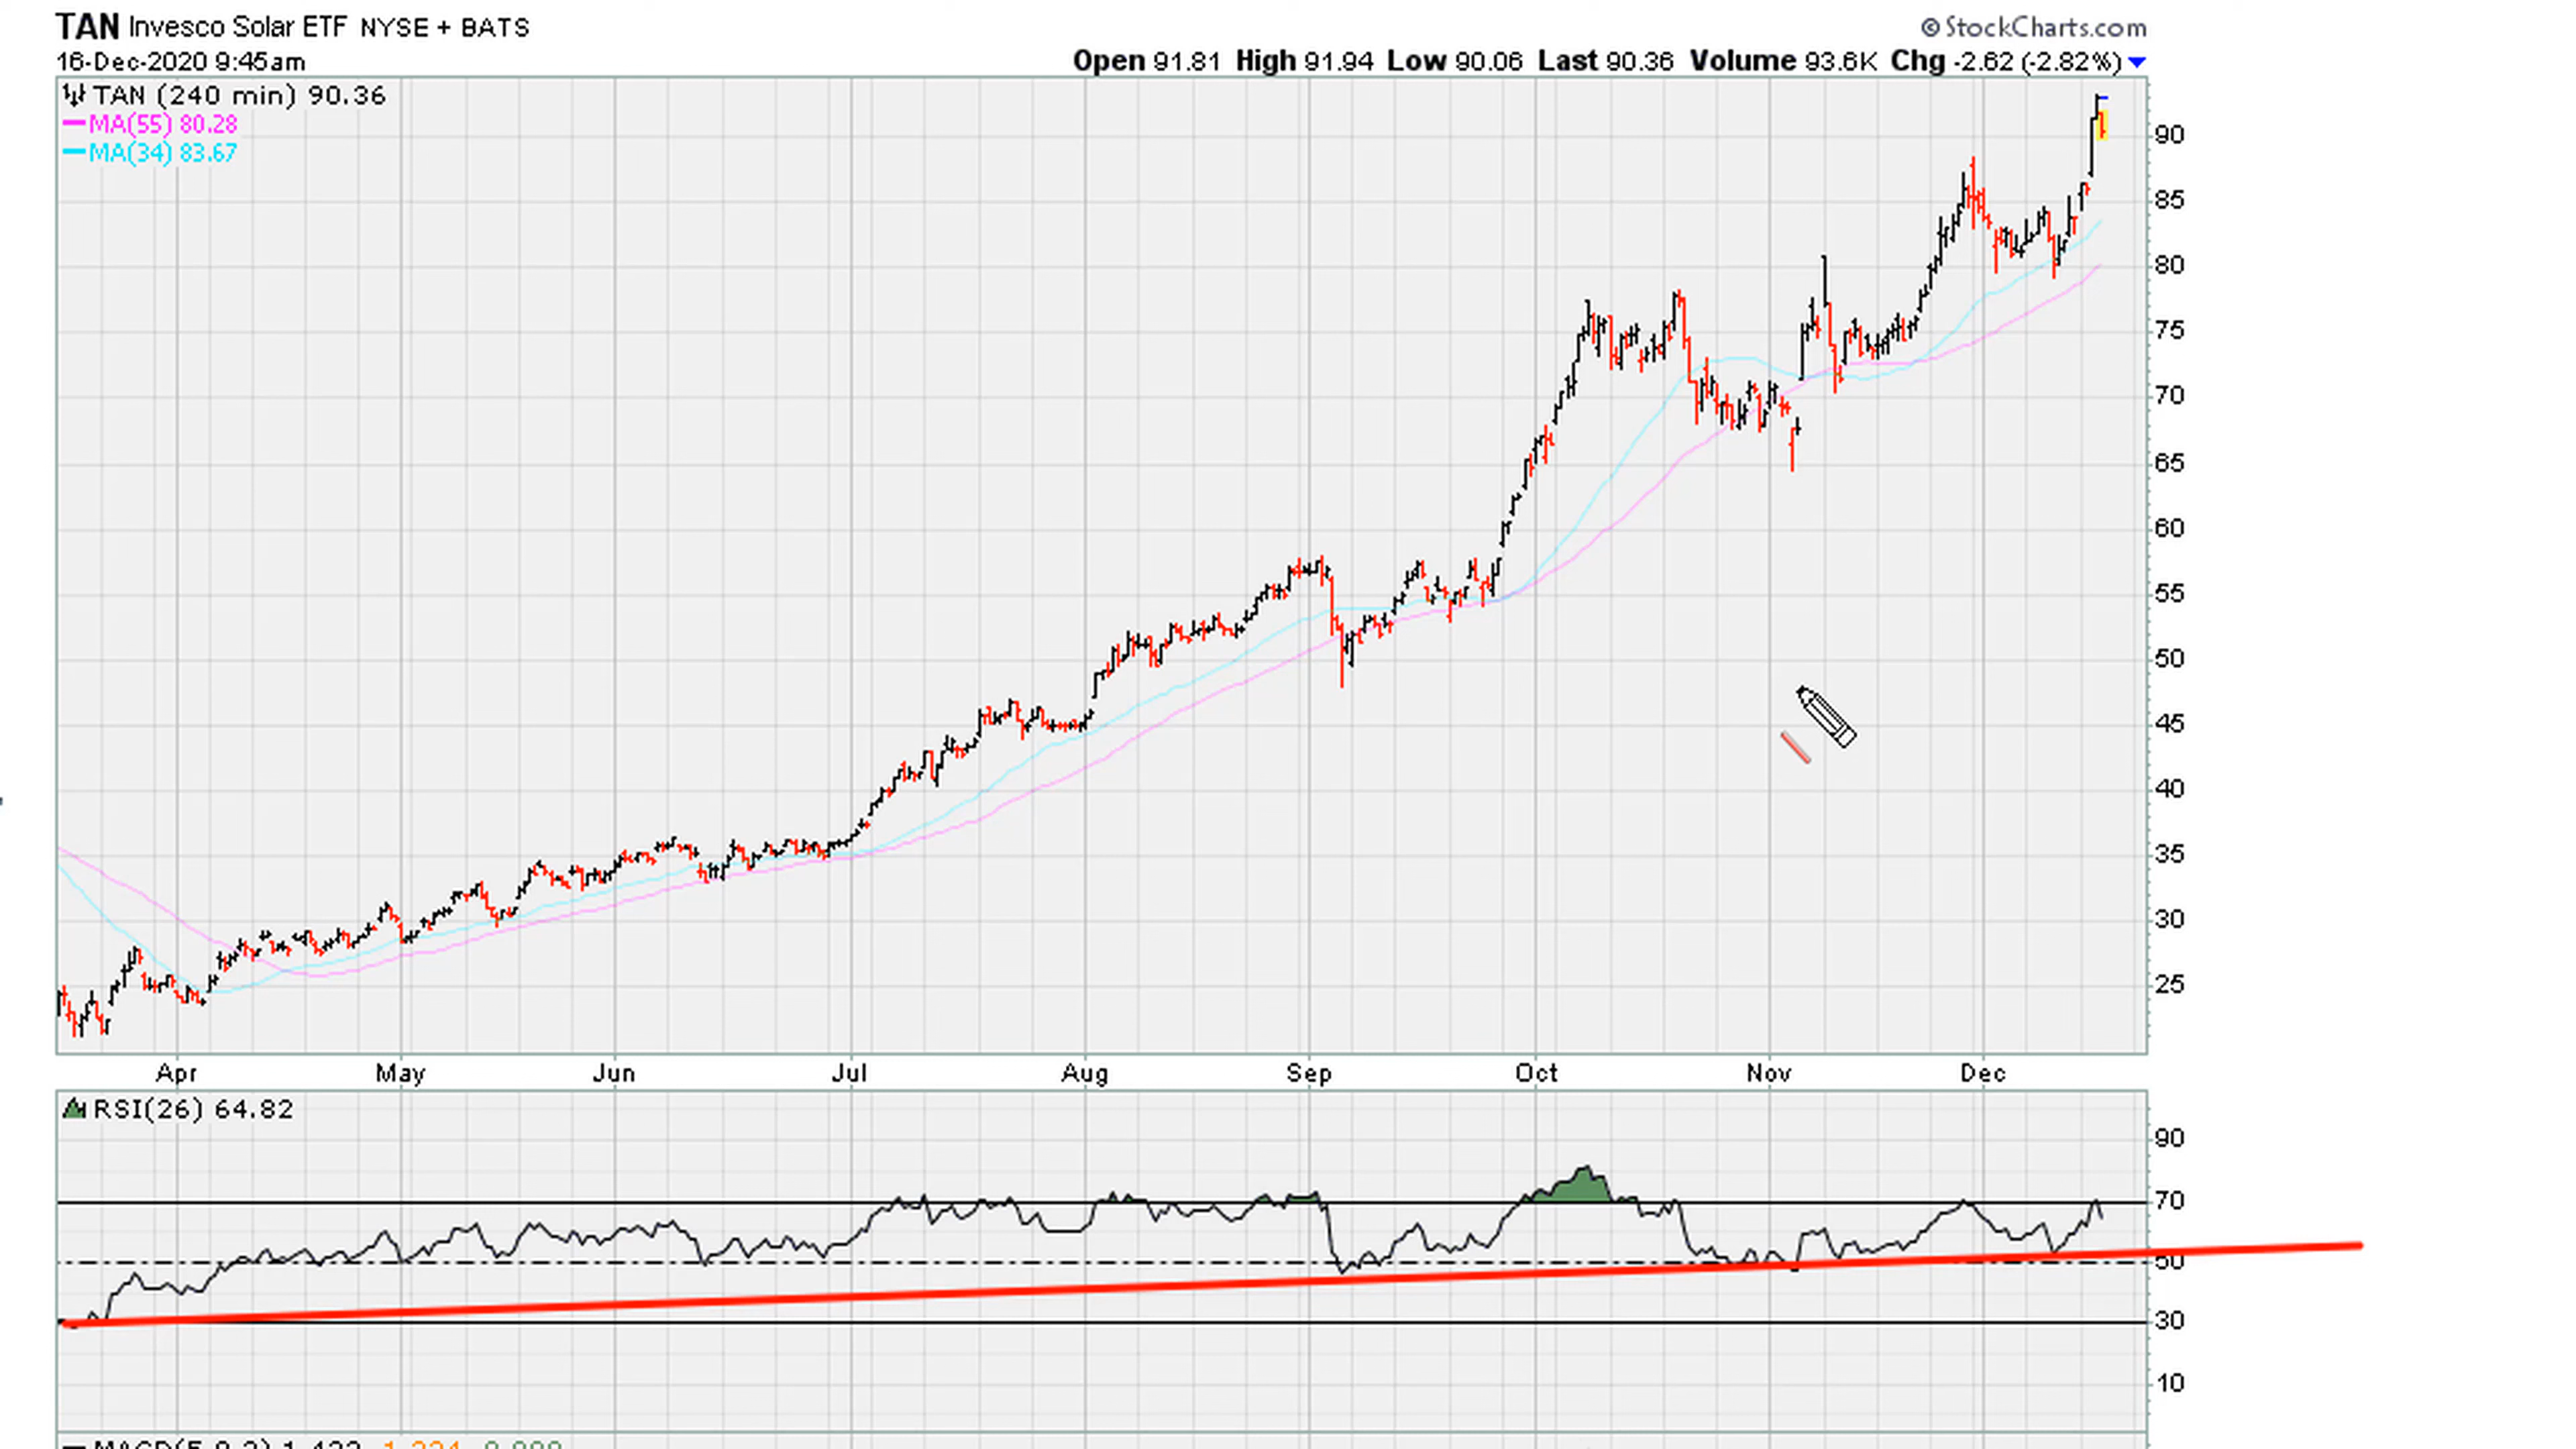 TAN Invesco Solar ETF NYSE + BATS
© StockCharts.com
16-Dec-2020 9:45am
Open 91.81 High 91.94 Low 90.06 Last 90.36 Volume 93.6K Chg -2.62 (-2.82%)
TAN (240 min) 90.36
MA(55) 80.28
MA(34) 83.67
90
85
80
75
70
65
60
55
50
45
40
35
30
25
Apr May Jun Jul Aug Sep Oct Nov Dec
RSI(26) 64.82
90
70
50
30
10